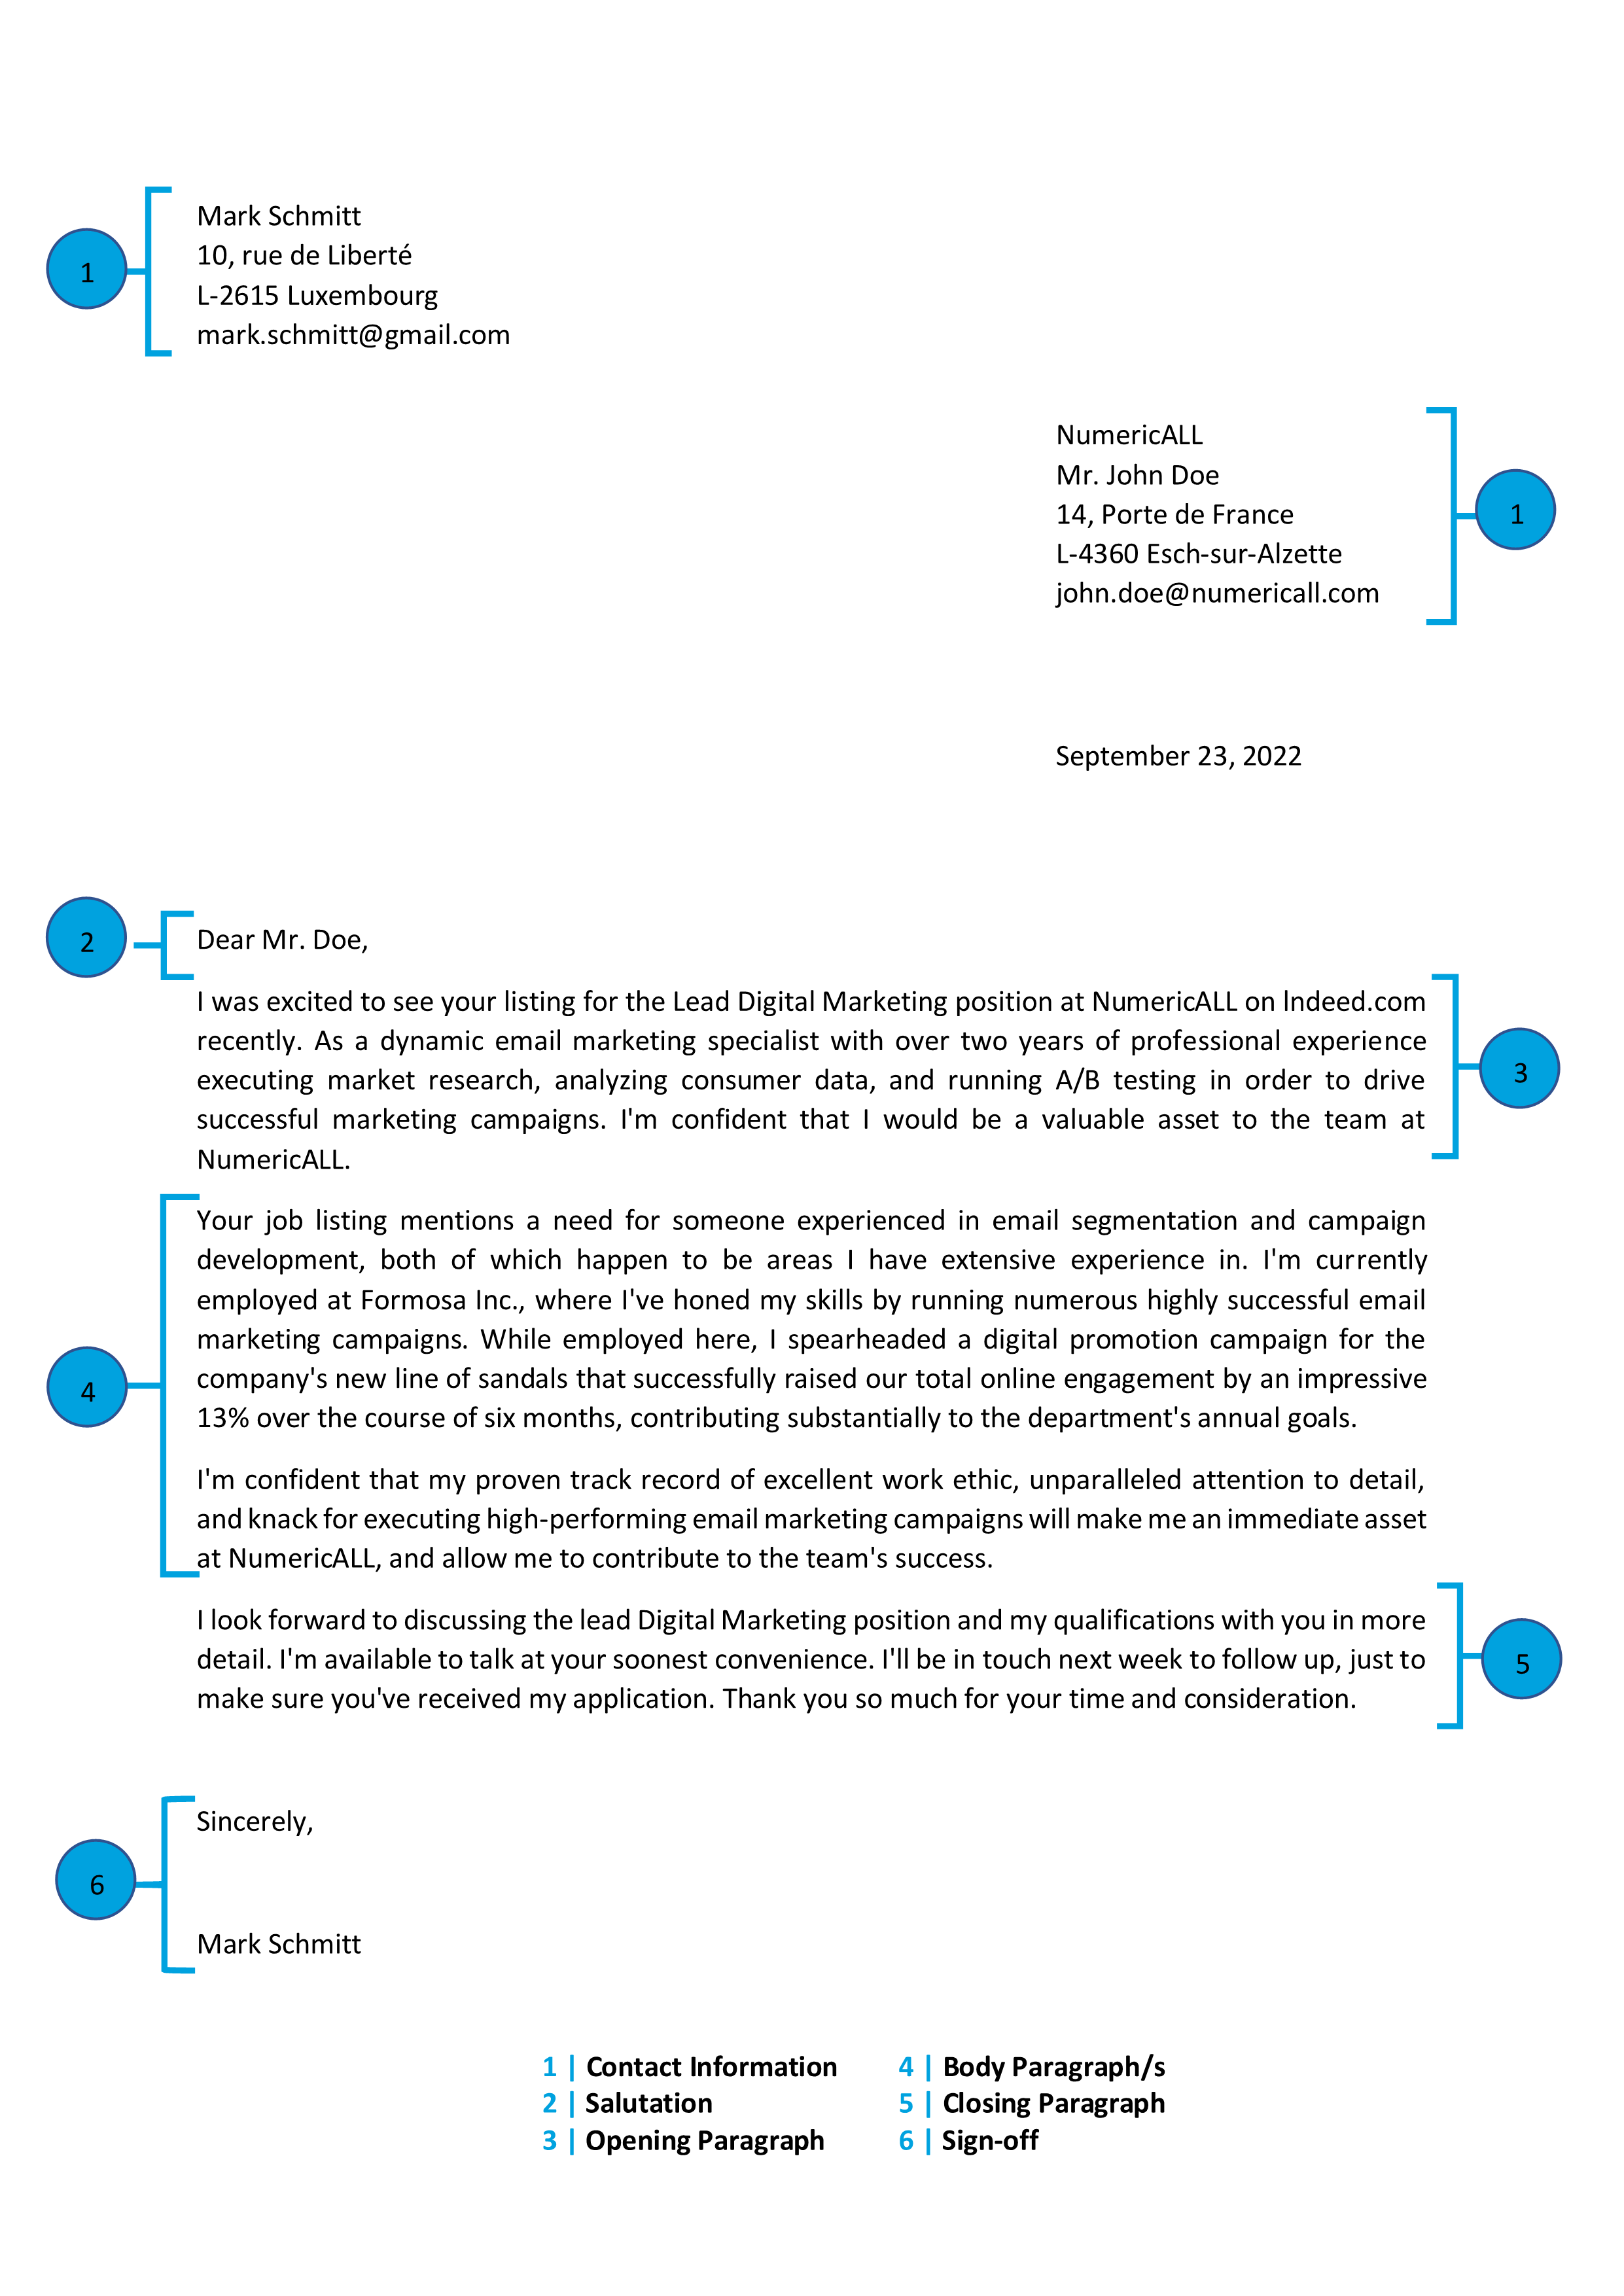 Mark Schmitt
10, rue de Liberté
L-2615 Luxembourg
mark.schmitt@gmail.com
1
NumericALL
Mr. John Doe
14, Porte de France
L-4360 Esch-sur-Alzette
john.doe@numericall.com
1
September 23, 2022
2
Dear Mr. Doe,
I was excited to see your listing for the Lead Digital Marketing position at NumericALL on Indeed.com
recently. As a dynamic email marketing specialist with over two years of professional experience
executing market research, analyzing consumer data, and running A/B testing in order to drive
successful marketing campaigns. I'm confident that I would be a valuable asset to the team at
NumericALL.
3
Your job listing mentions a need for someone experienced in email segmentation and campaign
development, both of which happen to be areas I have extensive experience in. I'm currently
employed at Formosa Inc., where I've honed my skills by running numerous highly successful email
marketing campaigns. While employed here, I spearheaded a digital promotion campaign for the
company's new line of sandals that successfully raised our total online engagement by an impressive
13% over the course of six months, contributing substantially to the department's annual goals.
4
I'm confident that my proven track record of excellent work ethic, unparalleled attention to detail,
and knack for executing high-performing email marketing campaigns will make me an immediate asset
at NumericALL, and allow me to contribute to the team's success.
I look forward to discussing the lead Digital Marketing position and my qualifications with you in more
detail. I'm available to talk at your soonest convenience. I'll be in touch next week to follow up, just to
make sure you've received my application. Thank you so much for your time and consideration.
5
Sincerely,
6
Mark Schmitt
1 | Contact Information
2 | Salutation
3 | Opening Paragraph
4 | Body Paragraph/s
5 | Closing Paragraph
6 | Sign-off